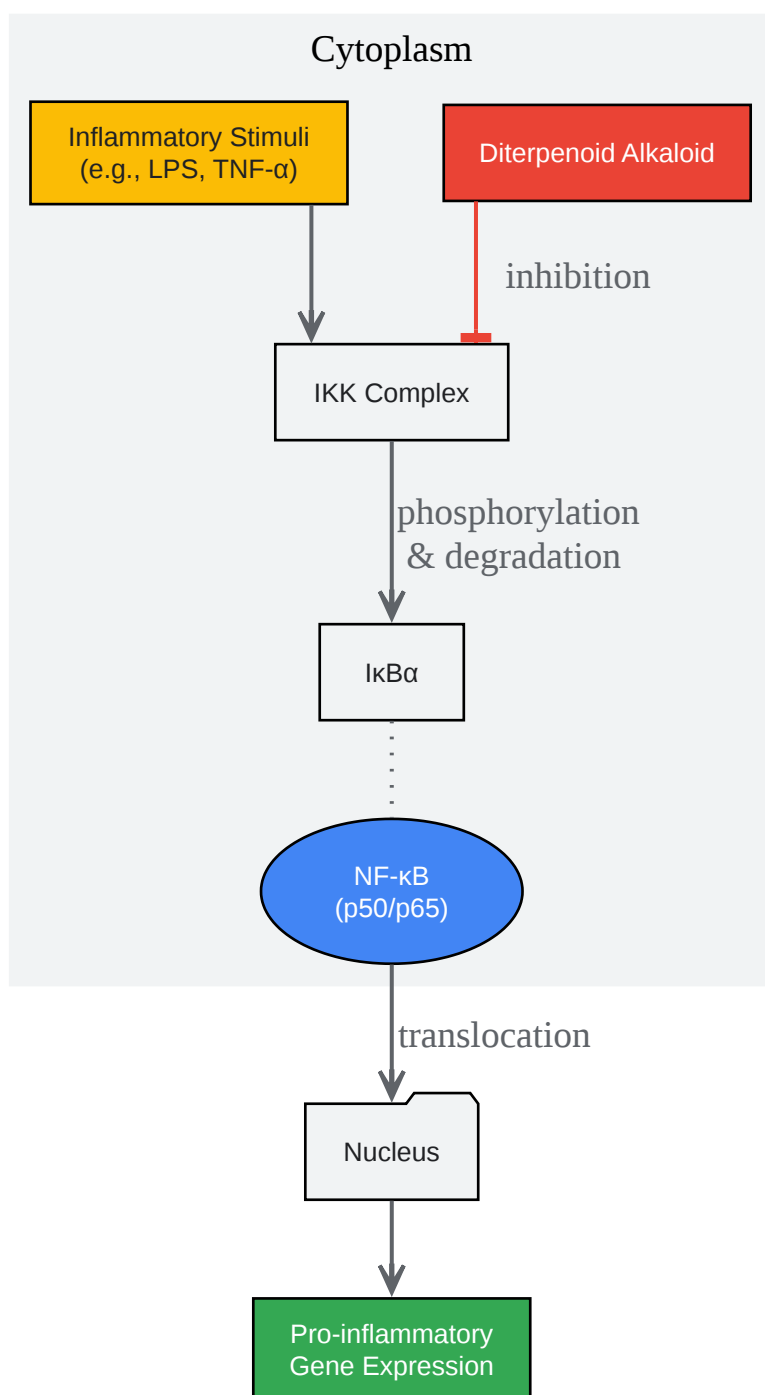 Cytoplasm
Inflammatory Stimuli
(e.g., LPS, TNF-α)
Diterpenoid Alkaloid
inhibition
IKK Complex
phosphorylation
& degradation
IκBα
NF-κB
(p50/p65)
translocation
Nucleus
Pro-inflammatory
Gene Expression